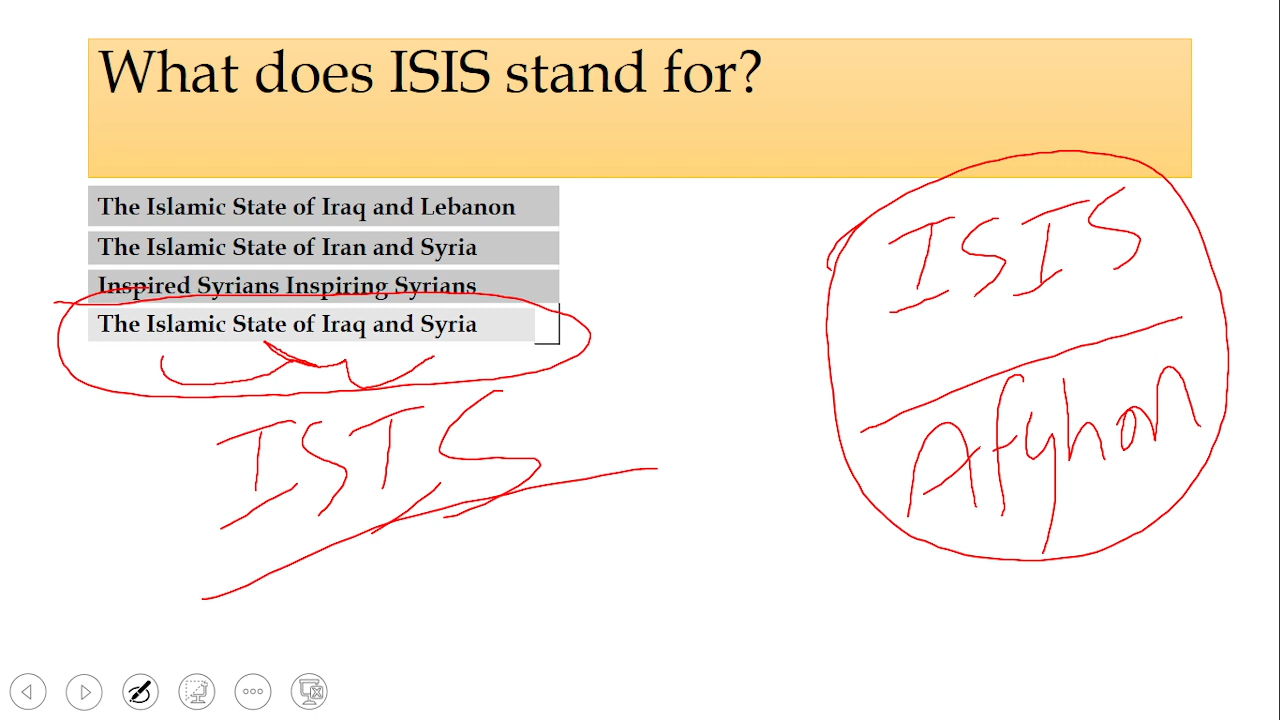 What does ISIS stand for?
The Islamic State of Iraq and Lebanon
The Islamic State of Iran and Syria
Inspired Syrians Inspiring Syrians
The Islamic State of Iraq and Syria
ISIS
ISIS
Afghan